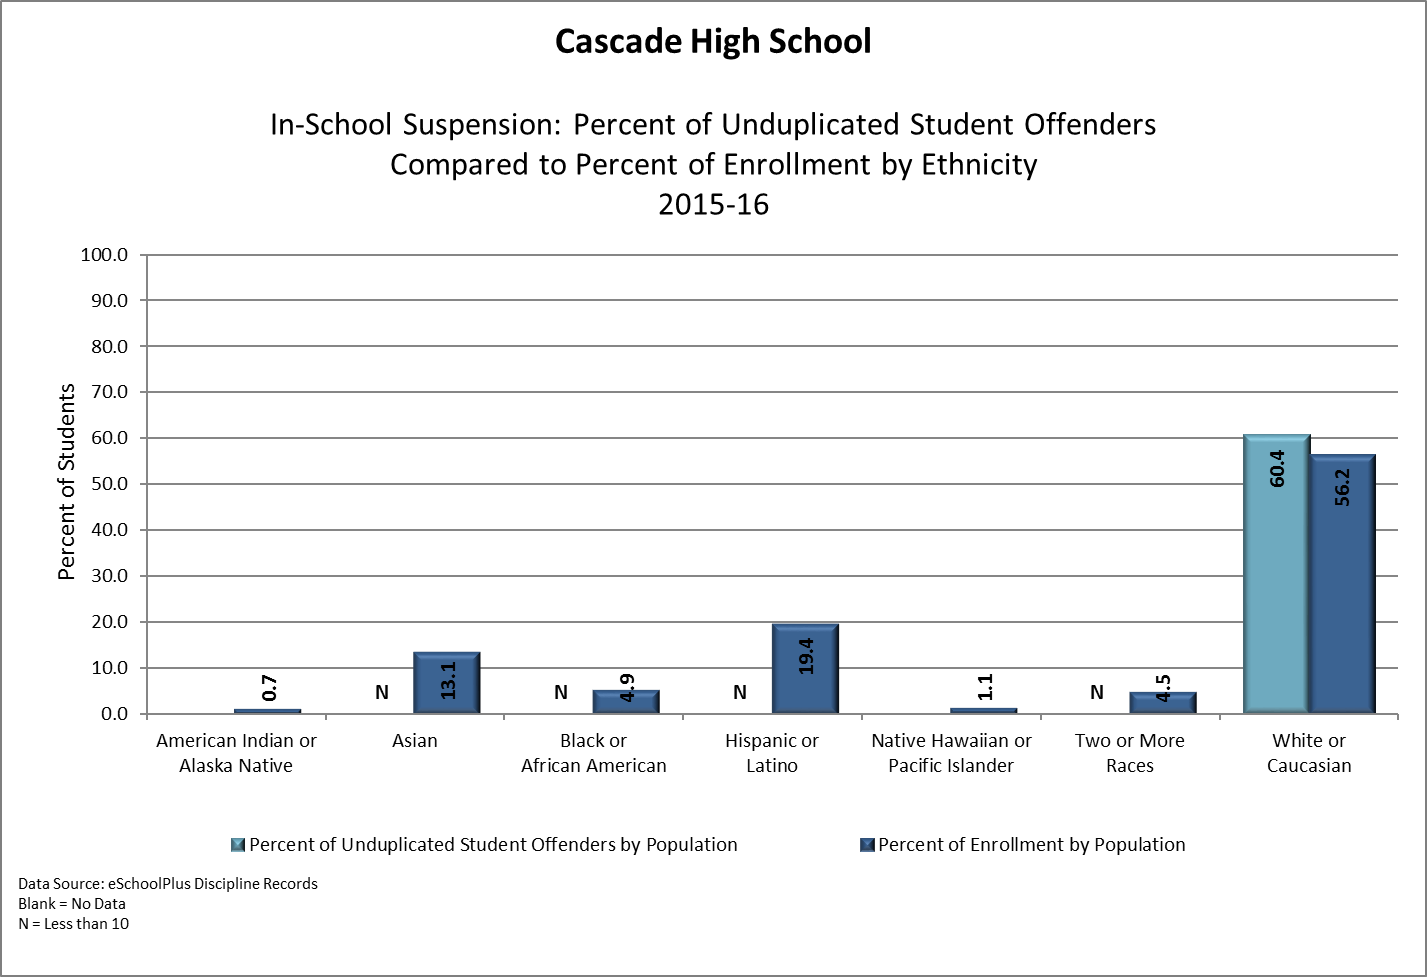 Cascade High School
In-School Suspension: Percent of Unduplicated Student Offenders
Compared to Percent of Enrollment by Ethnicity
2015-16
Percent of Students
100.0
90.0
80.0
70.0
60.0
50.0
40.0
30.0
20.0
10.0
0.0
0.7
N
13.1
N
4.9
N
19.4
1.1
N
4.5
60.4
56.2
American Indian or
Alaska Native
Asian
Black or
African American
Hispanic or
Latino
Native Hawaiian or
Pacific Islander
Two or More
Races
White or
Caucasian
Percent of Unduplicated Student Offenders by Population
Percent of Enrollment by Population
Data Source: eSchoolPlus Discipline Records
Blank = No Data
N = Less than 10